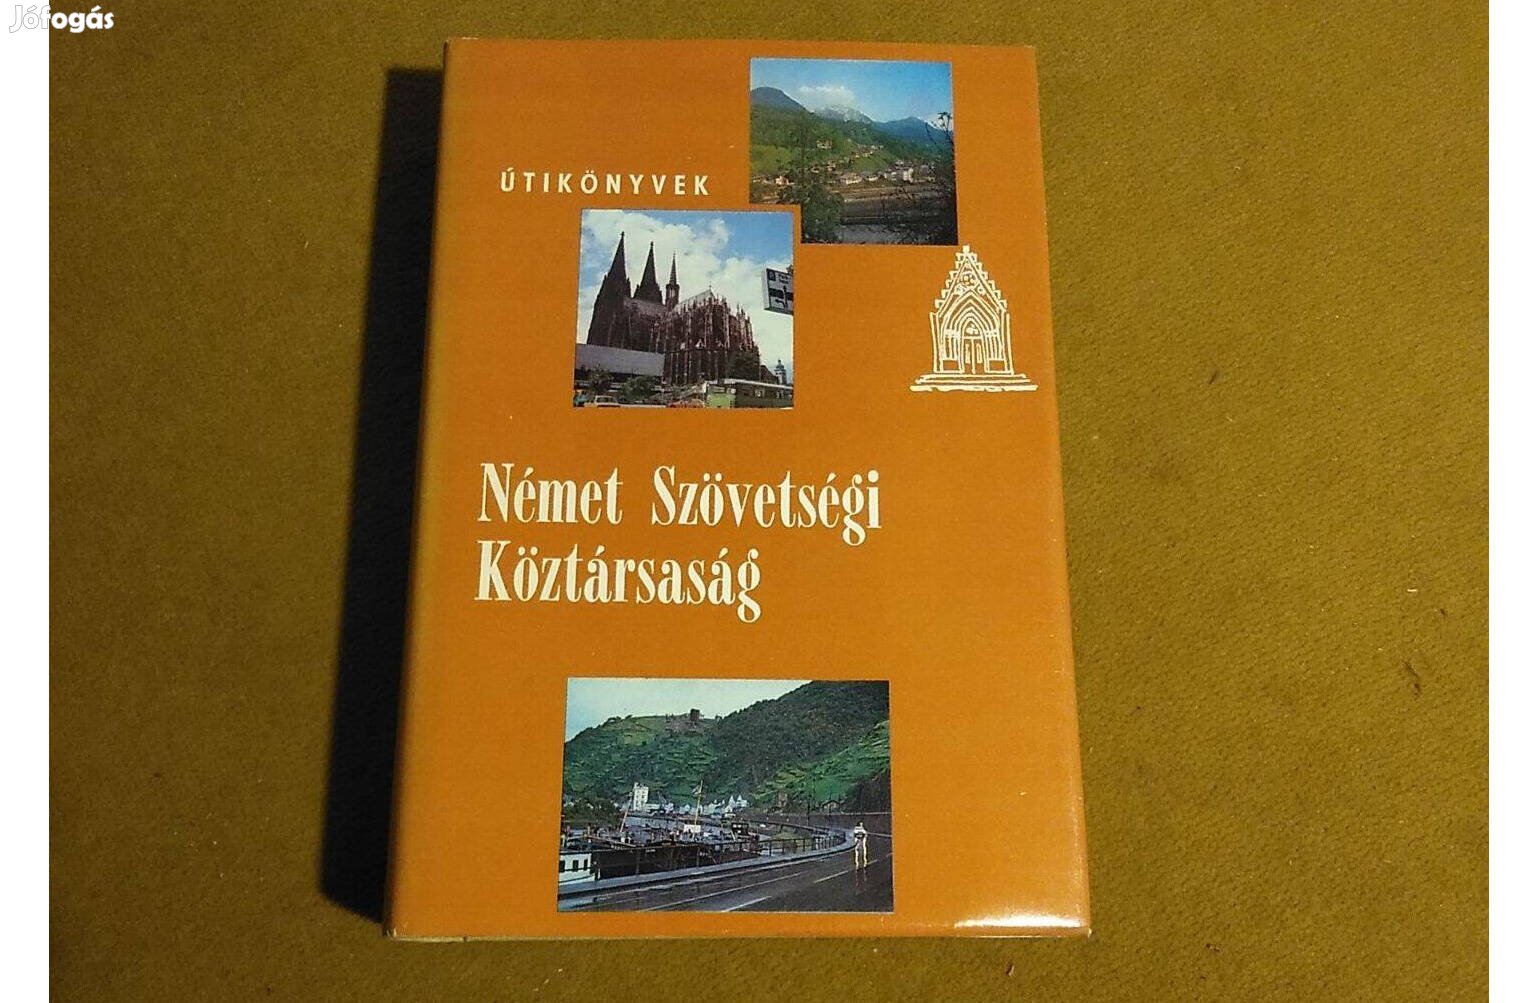 Jófogás
ÚTIKÖNYVEK
Német Szövetségi
Köztársaság